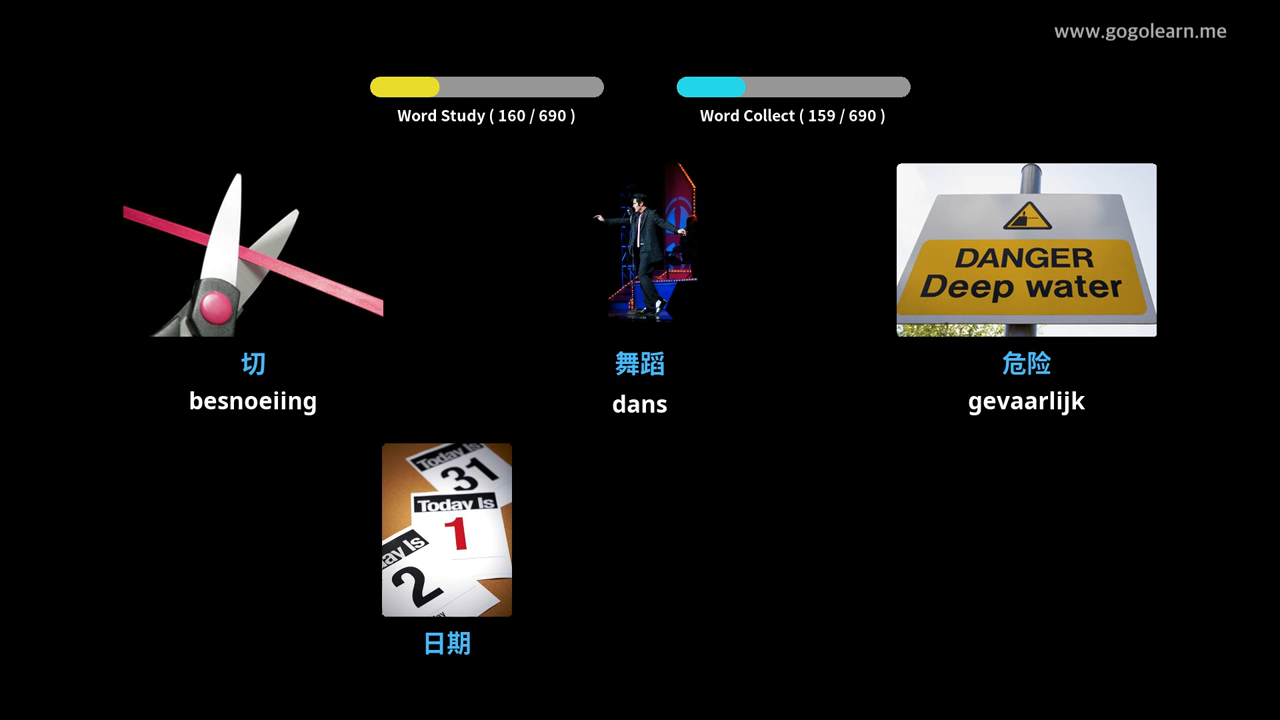 www.gogolearn.me
Word Study ( 160 / 690 )
Word Collect ( 159 / 690 )
DANGER
Deep water
切
舞蹈
危险
besnoeiing
dans
gevaarlijk
Today Is
31
Today Is
1
ay Is
2
日期